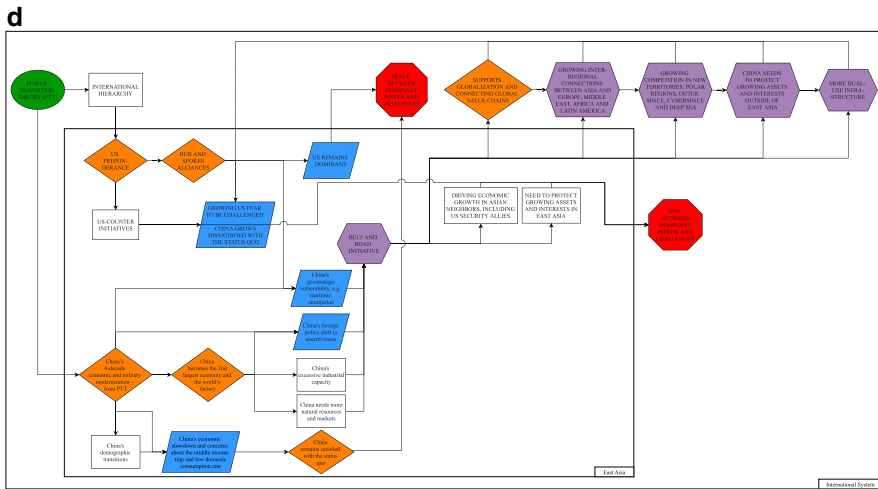 d
POWER
TRANSITION
THEORY (PTT)
INTERNATIONAL
HIERARCHY
PEACE
BETWEEN
DOMINANT
POWER AND
CHALLENGER
SUPPORTS
GLOBALIZATION AND
CONNECTING GLOBAL
VALUE CHAINS
GROWING INTER-
REGIONAL
CONNECTIONS
BETWEEN ASIA AND
EUROPE, MIDDLE
EAST, AFRICA AND
LATIN AMERICA
GROWING
COMPETITION IN NEW
TERRITORIES: POLAR
REGIONS, OUTER
SPACE, CYBERSPACE
AND DEEP SEA
CHINA NEEDS
TO PROTECT
GROWING ASSETS
AND INTERESTS
OUTSIDE OF
EAST ASIA
MORE DUAL-
USE INFRA-
STRUCTURE
US
PREPON-
DERANCE
HUB AND
SPOKES
ALLIANCES
US REMAINS
DOMINANT
US-COUNTER
INITIATIVES
GROWING US FEAR
TO BE CHALLENGED
CHINA GROWS
DISSATISFIED WITH
THE STATUS QUO
BELT AND
ROAD
INITIATIVE
DRIVING ECONOMIC
GROWTH IN ASIAN
NEIGHBORS, INCLUDING
US SECURITY ALLIES
NEED TO PROTECT
GROWING ASSETS
AND INTERESTS IN
EAST ASIA
WAR
BETWEEN
DOMINANT
POWER AND
CHALLENGER
China's
geostrategic
vulnerability, e.g.
maritime
straitjacket
China's foreign
policy shift to
assertiveness
China's
4-decade
economic and military
modernization -
from PTT
China
becomes the 2nd
largest economy and
the world's
factory
China's
excessive industrial
capacity
China needs more
natural resources
and markets
China's
demographic
transitions
China's economic
slowdown and concerns
about the middle income
trap and low domestic
consumption rate
China
remains satisfied
with the status
quo
East Asia
International System